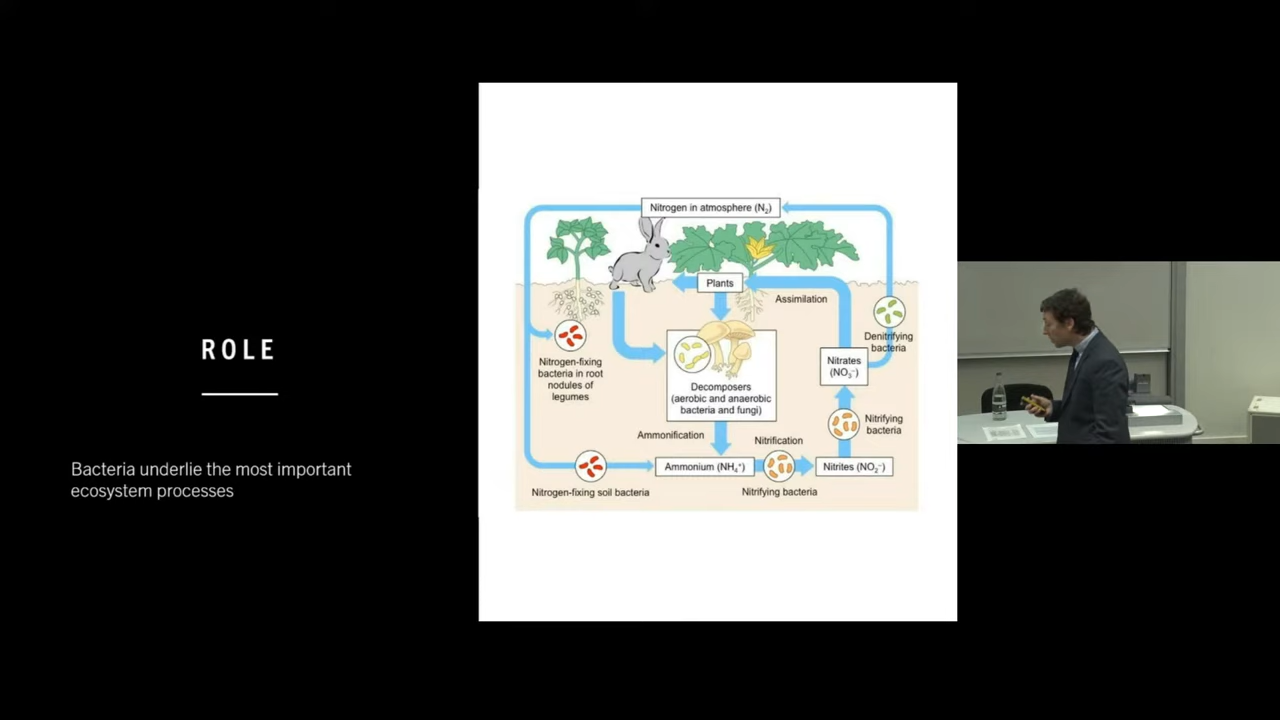 ROLE
Bacteria underlie the most important
ecosystem processes
Nitrogen in atmosphere (N₂)
Plants
Assimilation
Denitrifying
bacteria
Nitrogen-fixing
bacteria in root
nodules of
legumes
Decomposers
(aerobic and anaerobic
bacteria and fungi)
Nitrates
(NO₃⁻)
Nitrifying
bacteria
Ammonification
Nitrification
Ammonium (NH₄⁺)
Nitrites (NO₂⁻)
Nitrogen-fixing soil bacteria
Nitrifying bacteria